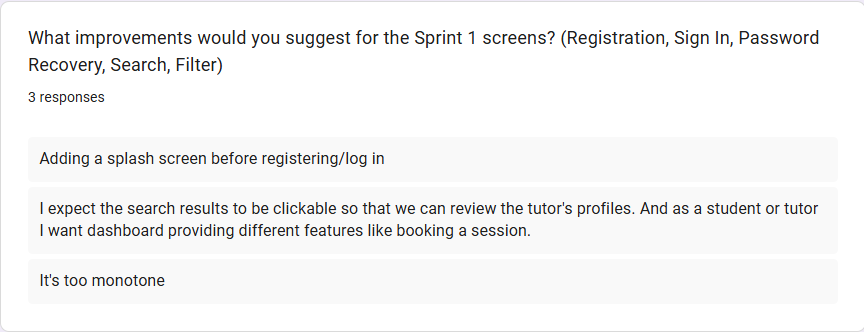 What improvements would you suggest for the Sprint 1 screens? (Registration, Sign In, Password
Recovery, Search, Filter)
3 responses
Adding a splash screen before registering/log in
I expect the search results to be clickable so that we can review the tutor's profiles. And as a student or tutor
I want dashboard providing different features like booking a session.
It's too monotone